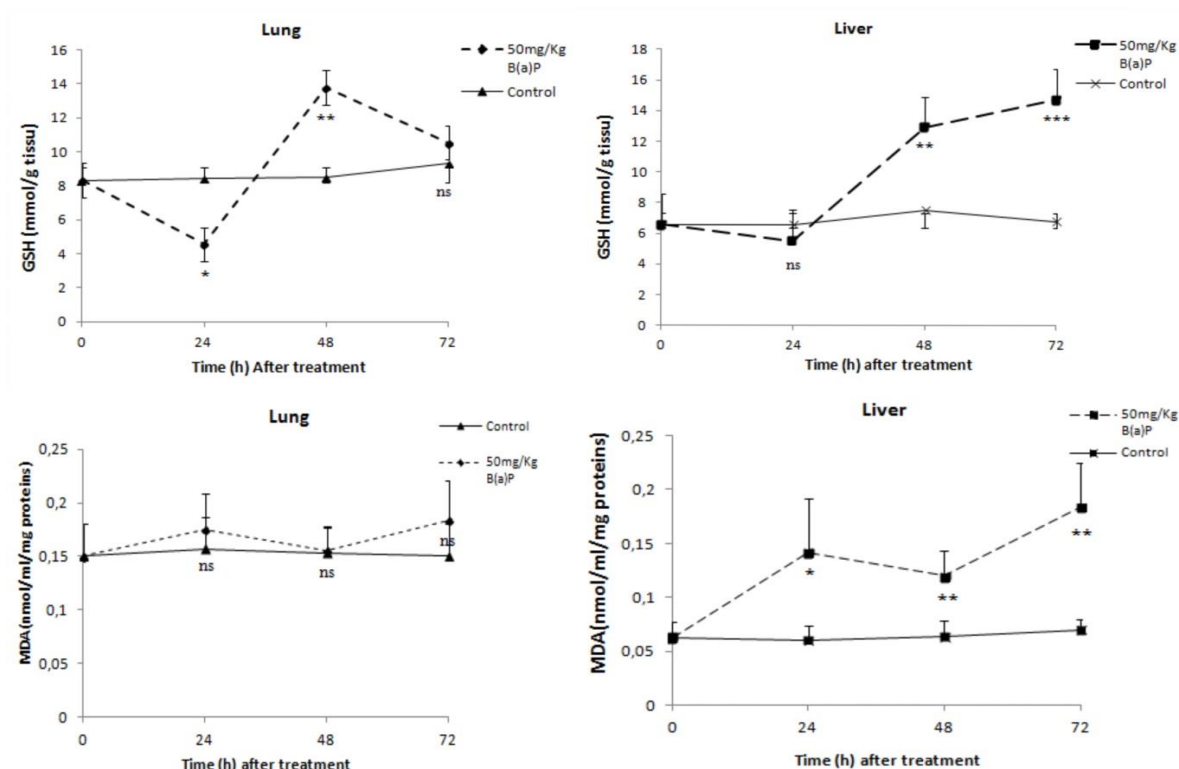 Lung
50mg/Kg
B(a)P
Control
16
14
12
10
8
6
4
2
0
GSH (mmol/g tissu)
**
*
ns
0 24 48 72
Time (h) After treatment
Liver
50mg/Kg
B(a)P
Control
18
16
14
12
10
8
6
4
2
0
GSH (mmol/g tissu)
***
**
ns
0 24 48 72
Time (h) after treatment
Lung
Control
50mg/Kg
B(a)P
0,25
0,2
0,15
0,1
0,05
0
MDA(nmol/ml/mg proteins)
ns
ns
ns
0 24 48 72
Time (h) after treatment
Liver
50mg/Kg
B(a)P
Control
0,25
0,2
0,15
0,1
0,05
0
MDA(nmol/ml/mg proteins)
**
*
**
0 24 48 72
Time (h) after treatment